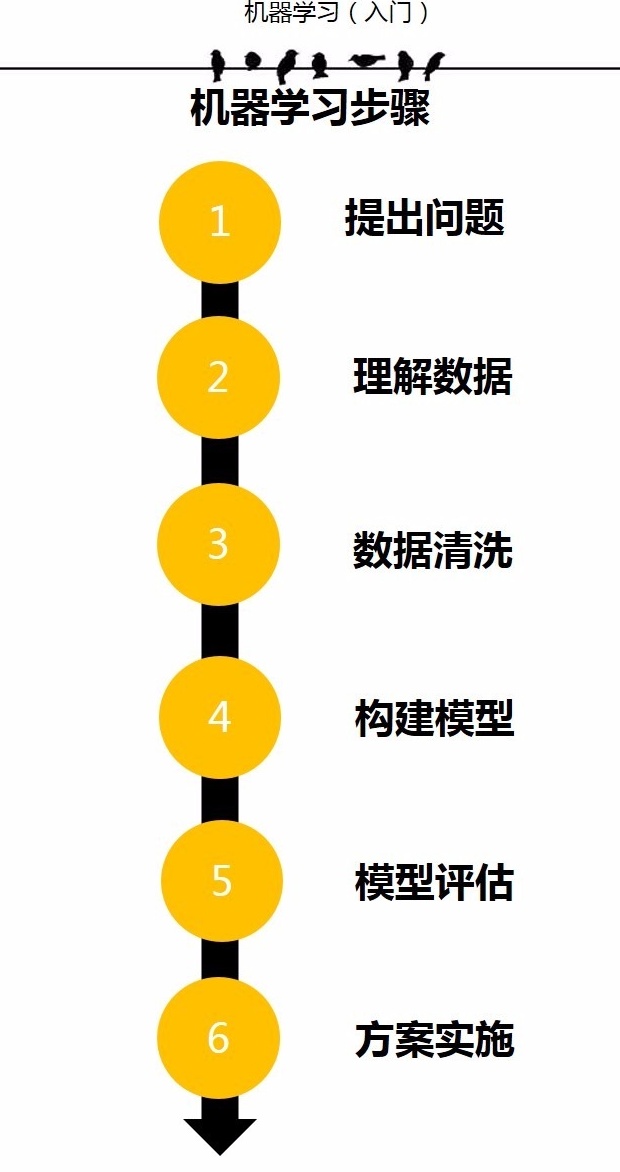 机器学习（入门）
机器学习步骤
1 提出问题
2 理解数据
3 数据清洗
4 构建模型
5 模型评估
6 方案实施